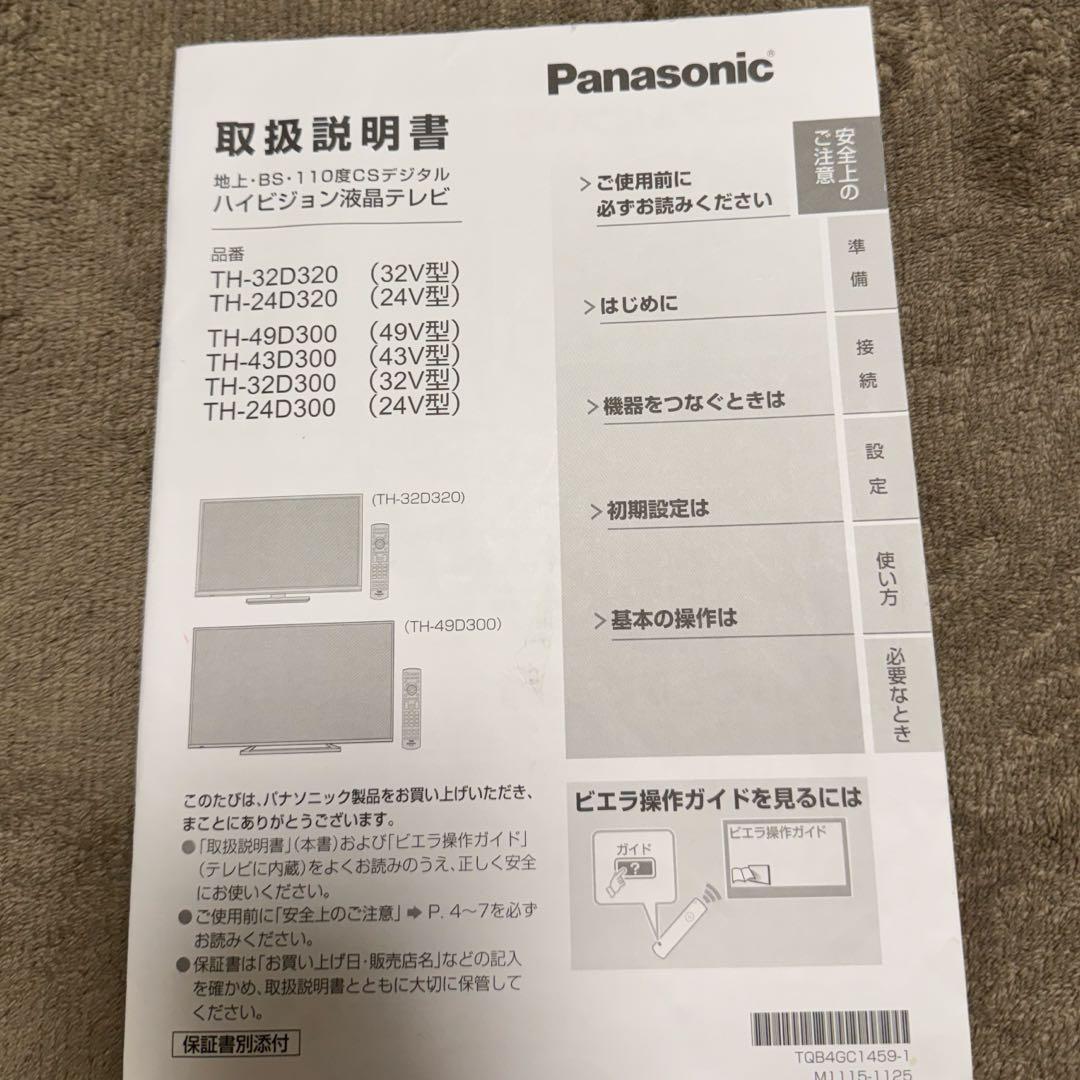 Panasonic®
取扱説明書
地上・BS・110度CSデジタル
ハイビジョン液晶テレビ
品番
TH-32D320 (32V型)
TH-24D320 (24V型)
TH-49D300 (49V型)
TH-43D300 (43V型)
TH-32D300 (32V型)
TH-24D300 (24V型)
(TH-32D320)
(TH-49D300)
このたびは、パナソニック製品をお買い上げいただき、
まことにありがとうございます。
●「取扱説明書」(本書)および「ビエラ操作ガイド」
(テレビに内蔵)をよくお読みのうえ、正しく安全
にお使いください。
●ご使用前に「安全上のご注意」➡ P. 4〜7を必ず
お読みください。
●保証書は「お買い上げ日・販売店名」などの記入
を確かめ、取扱説明書とともに大切に保管して
ください。
保証書別添付
>ご使用前に
必ずお読みください
>はじめに
>機器をつなぐときは
>初期設定は
>基本の操作は
安全上の
ご注意
準備
接続
設定
使い方
必要なとき
ビエラ操作ガイドを見るには
ガイド
?
ビエラ操作ガイド
TQB4GC1459-1
M1115-1125